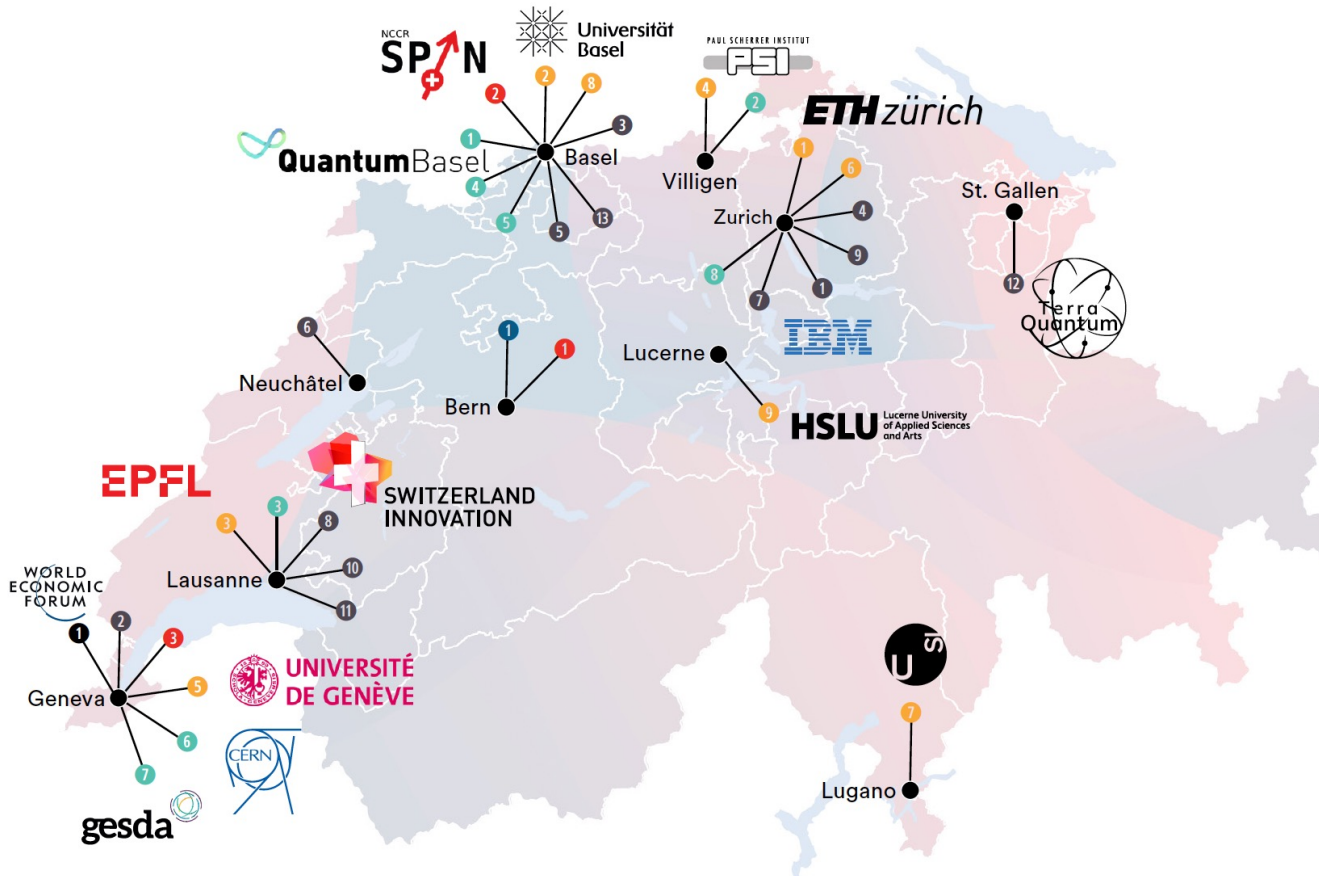 NCCR
SPIN
Universität
Basel
PAUL SCHERRER INSTITUT
PSI
ETH zürich
QuantumBasel
2
2
8
3
1
4
5
5
13
Basel
4
2
Villigen
1
6
4
9
1
7
8
Zurich
St. Gallen
12
Terra
Quantum
6
Neuchâtel
1
1
Bern
Lucerne
9
IBM
HSLU
Lucerne University
of Applied Sciences
and Arts
EPFL
SWITZERLAND
INNOVATION
3
3
8
10
11
Lausanne
WORLD
ECONOMIC
FORUM
1
2
3
5
6
7
Geneva
UNIVERSITÉ
DE GENÈVE
CERN
gesda
U
SI
7
Lugano